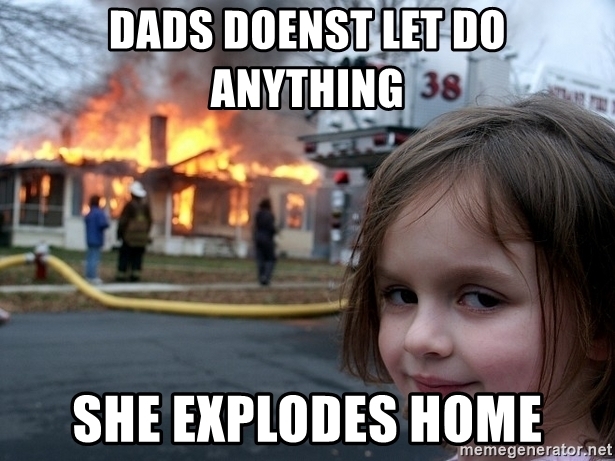 DADS DOENST LET DO
ANYTHING
38
SHE EXPLODES HOME
memegenerator.net